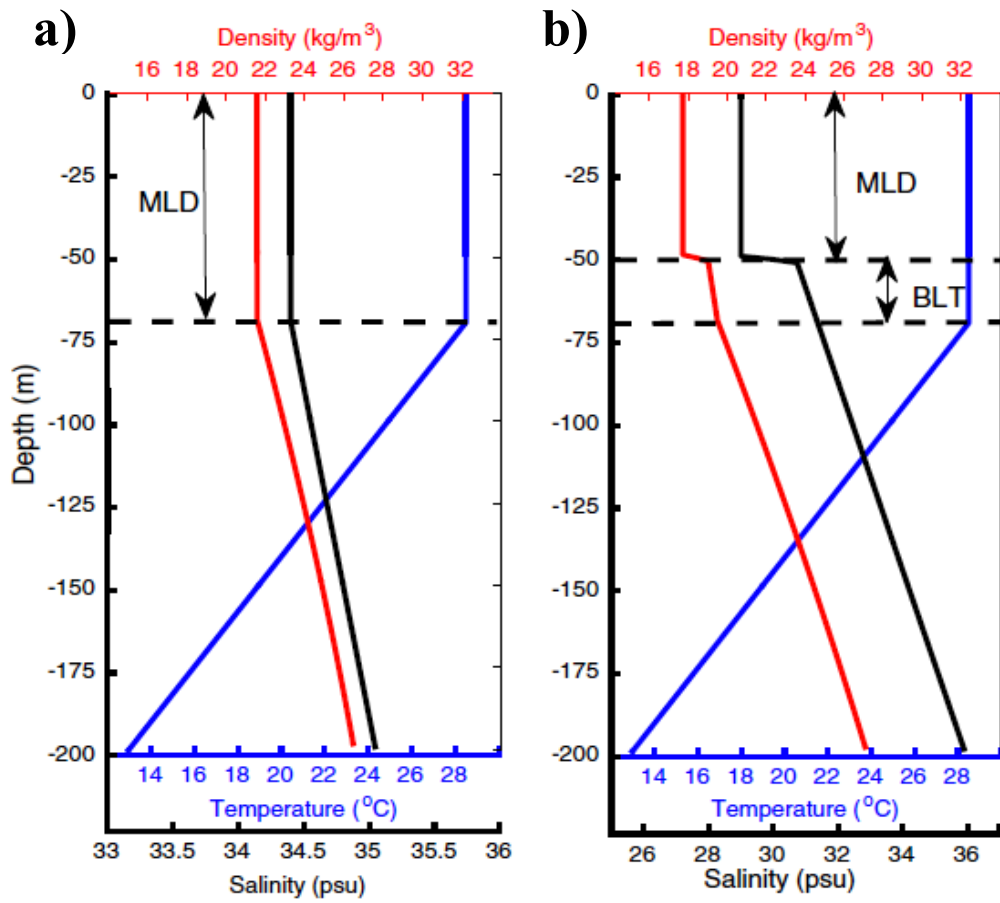 a)
Density (kg/m³)
16 18 20 22 24 26 28 30 32
MLD
0
-25
-50
-75
-100
-125
-150
-175
-200
Depth (m)
14 16 18 20 22 24 26 28
Temperature (°C)
33 33.5 34 34.5 35 35.5 36
Salinity (psu)
b)
Density (kg/m³)
16 18 20 22 24 26 28 30 32
MLD
BLT
0
-25
-50
-75
-100
-125
-150
-175
-200
14 16 18 20 22 24 26 28
Temperature (°C)
26 28 30 32 34 36
Salinity (psu)